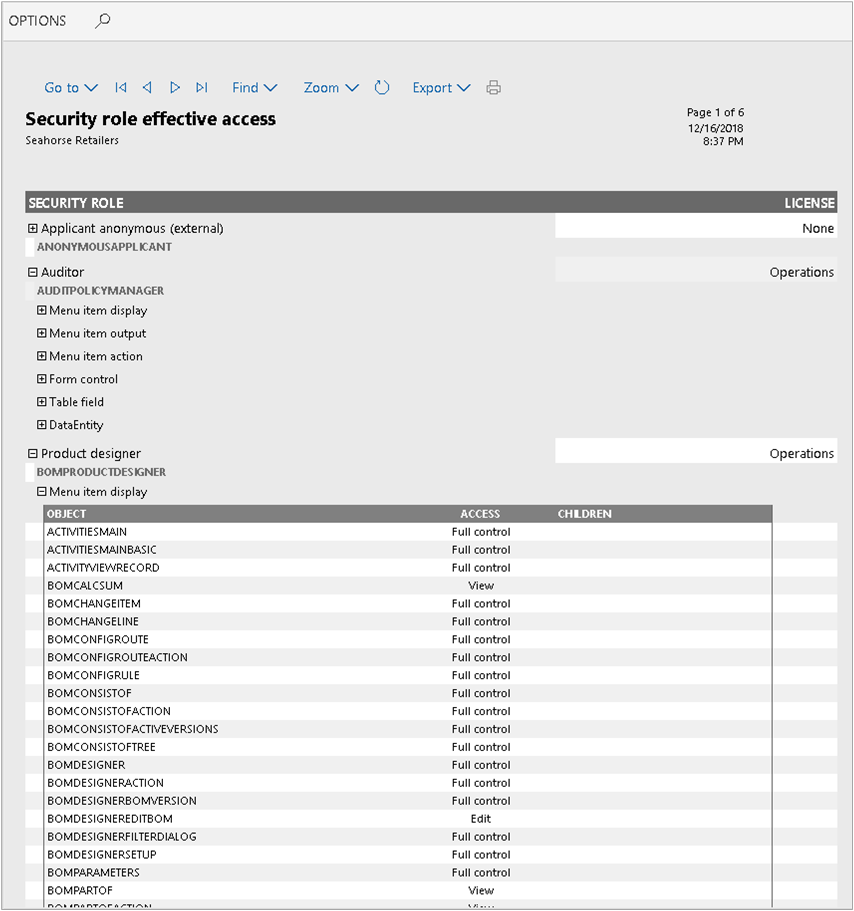 OPTIONS
Go to Find Zoom Export
Security role effective access
Seahorse Retailers
Page 1 of 6
12/16/2018
8:37 PM
SECURITY ROLE LICENSE
Applicant anonymous (external) None
ANONYMOUSAPPLICANT
Auditor Operations
AUDITPOLICYMANAGER
Menu item display
Menu item output
Menu item action
Form control
Table field
DataEntity
Product designer Operations
BOMPRODUCTDESIGNER
Menu item display
OBJECT ACCESS CHILDREN
ACTIVITIESMAIN Full control
ACTIVITIESMAINBASIC Full control
ACTIVITYVIEWRECORD Full control
BOMCALCSUM View
BOMCHANGEITEM Full control
BOMCHANGELINE Full control
BOMCONFIGROUTE Full control
BOMCONFIGROUTEACTION Full control
BOMCONFIGRULE Full control
BOMCONSISTOF Full control
BOMCONSISTOFACTION Full control
BOMCONSISTOFACTIVEVERSIONS Full control
BOMCONSISTOFTREE Full control
BOMDESIGNER Full control
BOMDESIGNERACTION Full control
BOMDESIGNERBOMVERSION Full control
BOMDESIGNEREDITBOM Edit
BOMDESIGNERFILTERDIALOG Full control
BOMDESIGNERSETUP Full control
BOMPARAMETERS Full control
BOMPARTOF View
BOMPARTOFACTION View